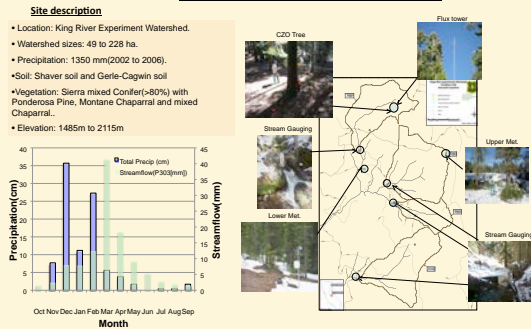 Site description
• Location: King River Experiment Watershed.
• Watershed sizes: 49 to 228 ha.
• Precipitation: 1350 mm(2002 to 2006).
•Soil: Shaver soil and Gerle-Cagwin soil
•Vegetation: Sierra mixed Conifer(>80%) with
Ponderosa Pine, Montane Chaparral and mixed
Chaparral..
• Elevation: 1485m to 2115m
Precipitation(cm)
40
35
30
25
20
15
10
5
0
Total Precip (cm)
Streamflow(P303[mm])
45
40
35
30
25
20
15
10
5
0
Streamflow(mm)
Oct Nov Dec Jan Feb Mar Apr May Jun Jul Aug Sep
Month
Flux tower
CZO Tree
Stream Gauging
Upper Met.
Lower Met.
Stream Gauging